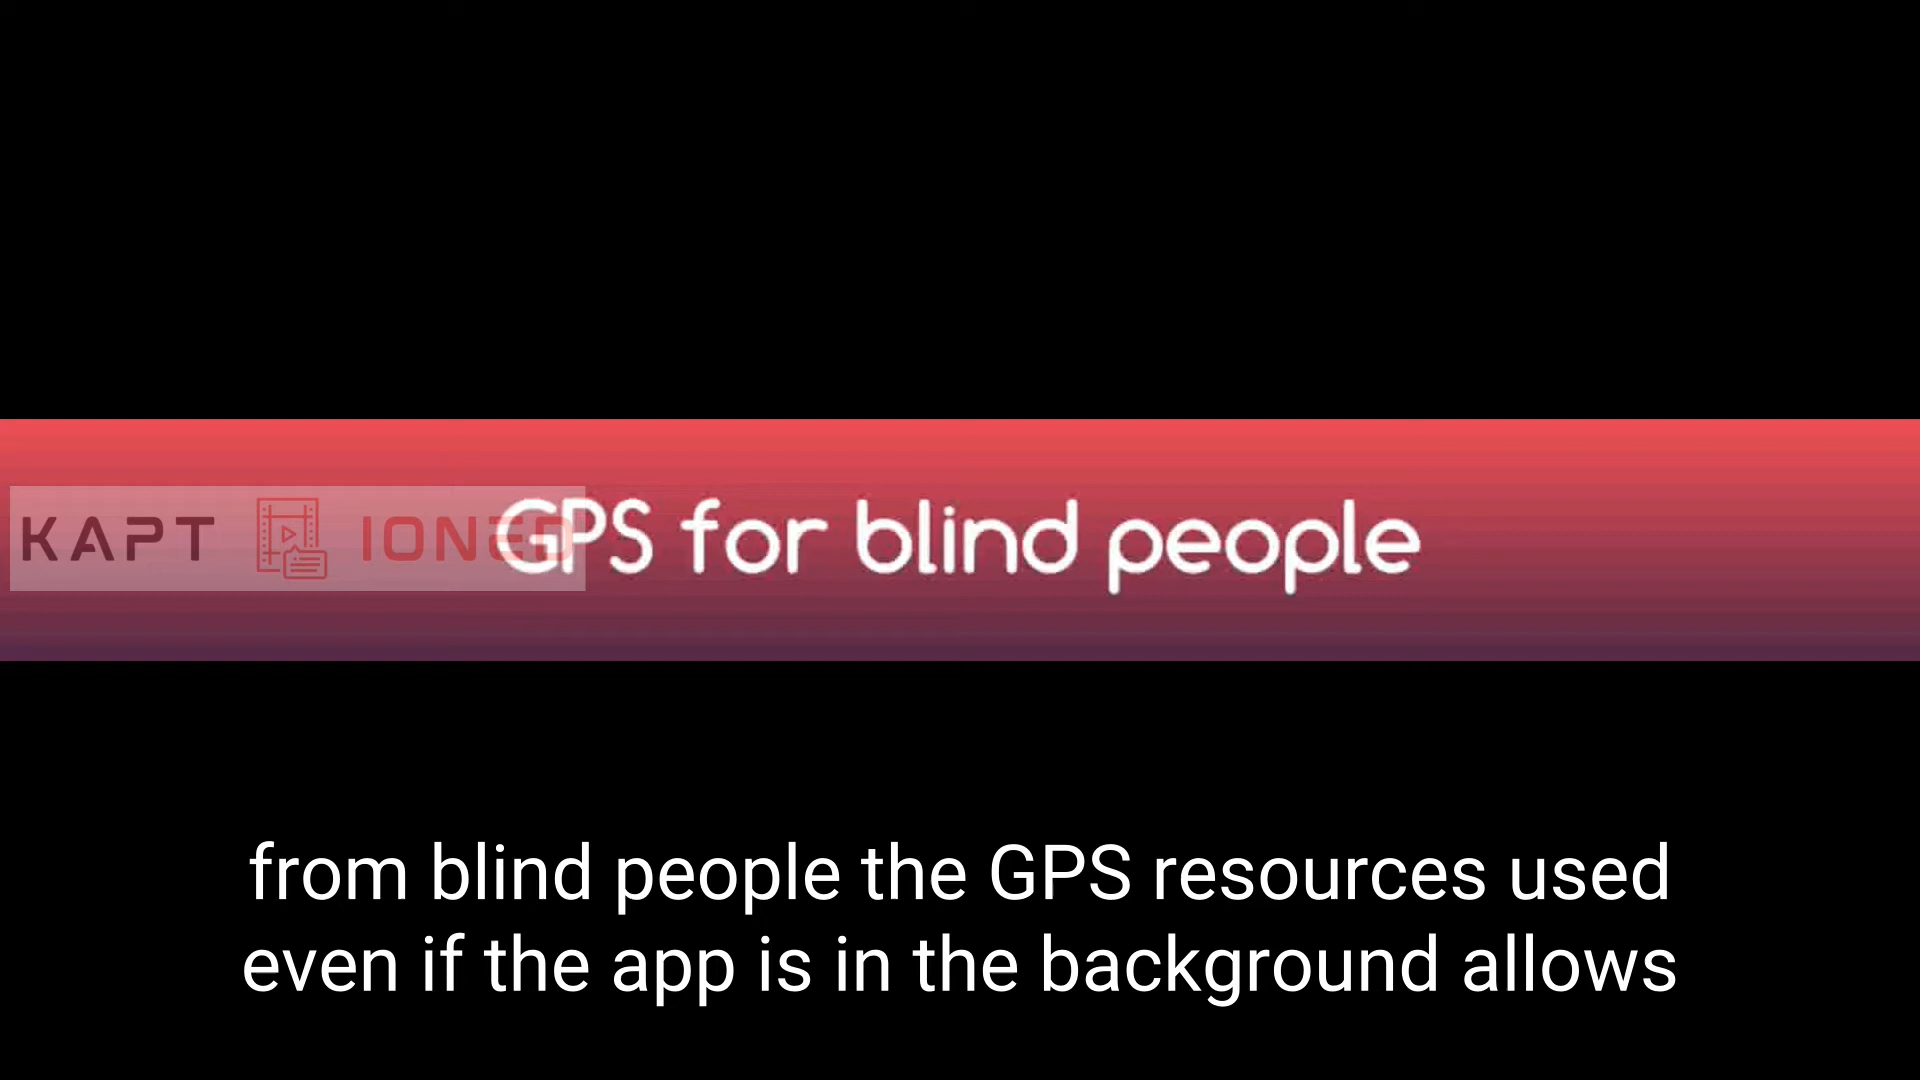 KAPT IONED
GPS for blind people
from blind people the GPS resources used
even if the app is in the background allows